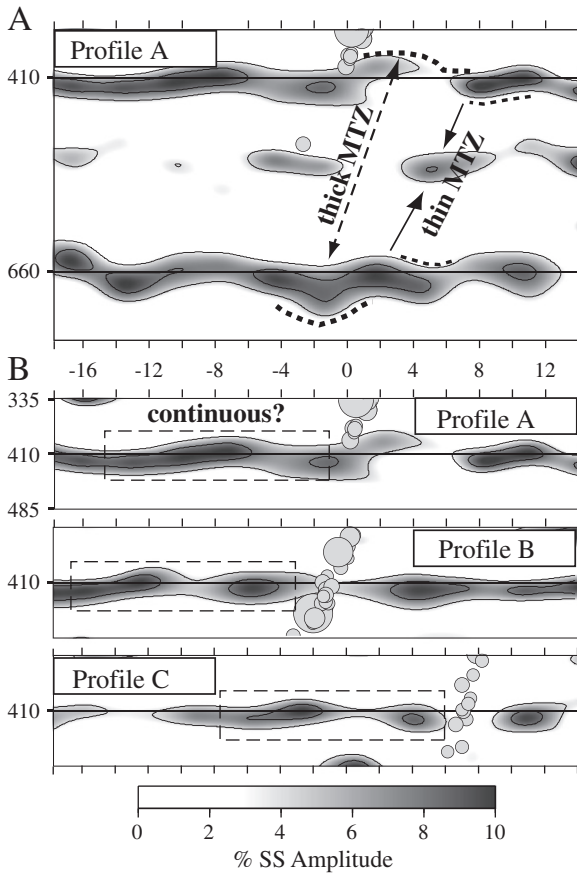 A
Profile A
410
thick MTZ
thin MTZ
660
-16 -12 -8 -4 0 4 8 12
B
335
continuous?
Profile A
410
485
Profile B
410
Profile C
410
0 2 4 6 8 10
% SS Amplitude